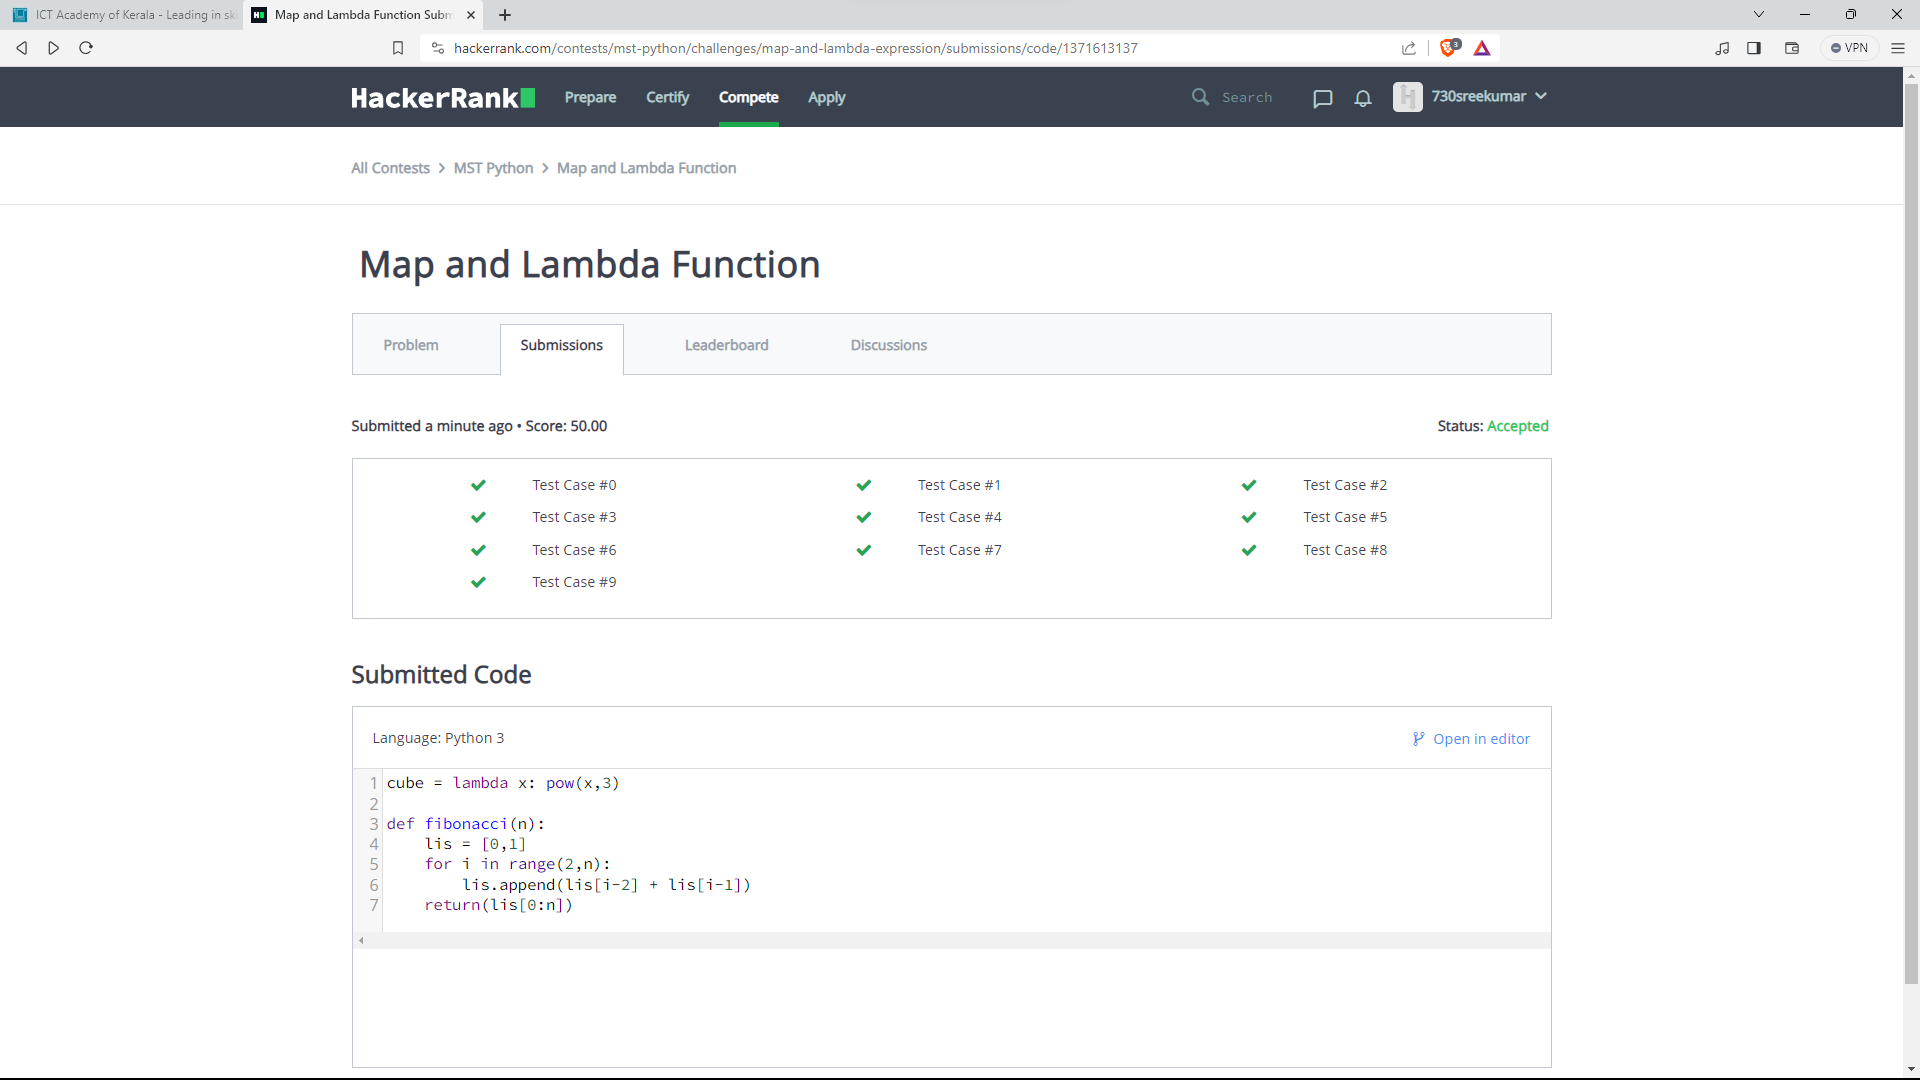 ICT Academy of Kerala - Leading in sk
Map and Lambda Function Subm
hackerrank.com/contests/mst-python/challenges/map-and-lambda-expression/submissions/code/1371613137
3
VPN
HackerRank
Prepare
Certify
Compete
Apply
Search
H
730sreekumar
All Contests > MST Python > Map and Lambda Function
Map and Lambda Function
Problem
Submissions
Leaderboard
Discussions
Submitted a minute ago • Score: 50.00
Status: Accepted
Test Case #0
Test Case #1
Test Case #2
Test Case #3
Test Case #4
Test Case #5
Test Case #6
Test Case #7
Test Case #8
Test Case #9
Submitted Code
Language: Python 3
Open in editor
1 cube = lambda x: pow(x,3)
2
3 def fibonacci(n):
4     lis = [0,1]
5     for i in range(2,n):
6         lis.append(lis[i-2] + lis[i-1])
7     return(lis[0:n])